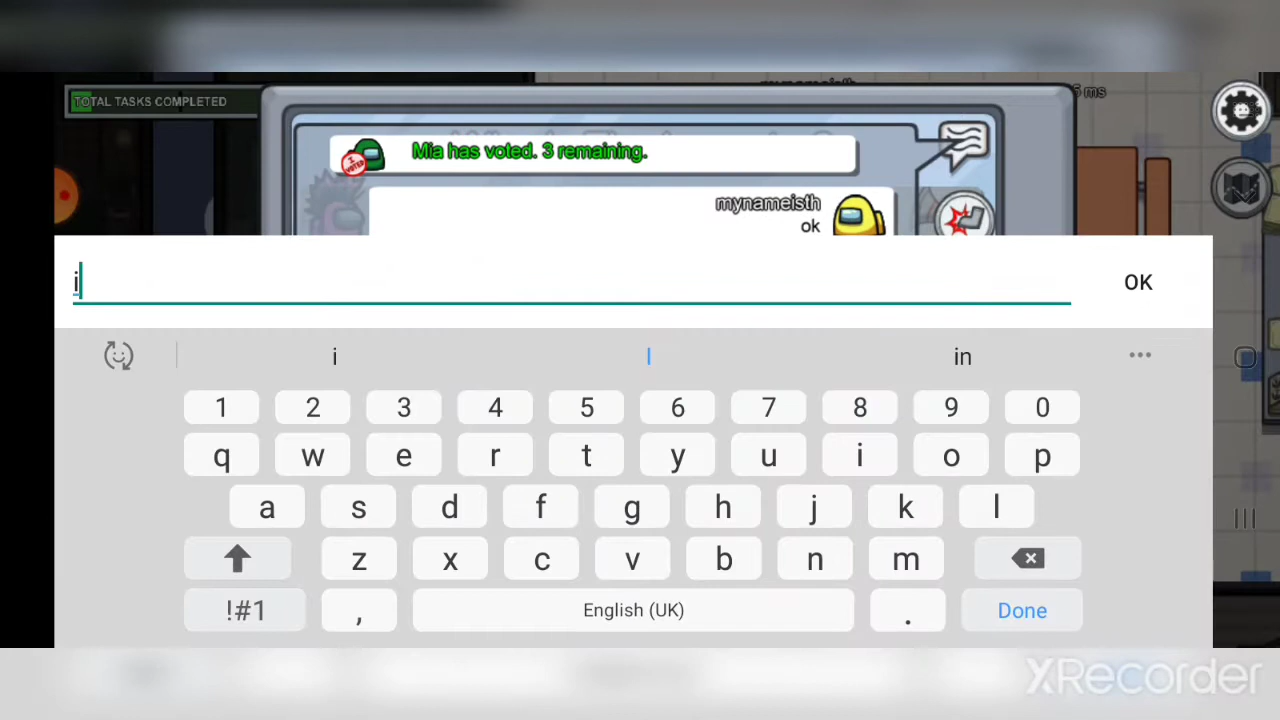 TOTAL TASKS COMPLETED
ms
Mia has voted. 3 remaining.
VOTED
mynameisth
ok
i
OK
i
I
in
1 2 3 4 5 6 7 8 9 0
q w e r t y u i o p
a s d f g h j k l
z x c v b n m
!#1
,
English (UK)
.
Done
XRecorder